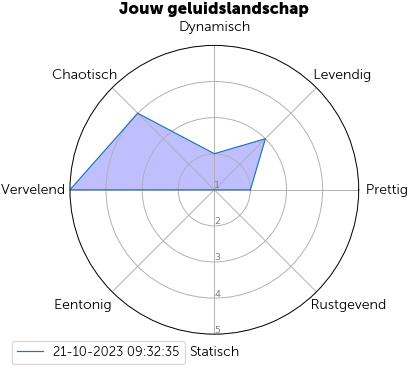 Jouw geluidslandschap
Dynamisch
Chaotisch
Levendig
Vervelend
1
Prettig
2
3
Eentonig
4
Rustgevend
5
21-10-2023 09:32:35
Statisch